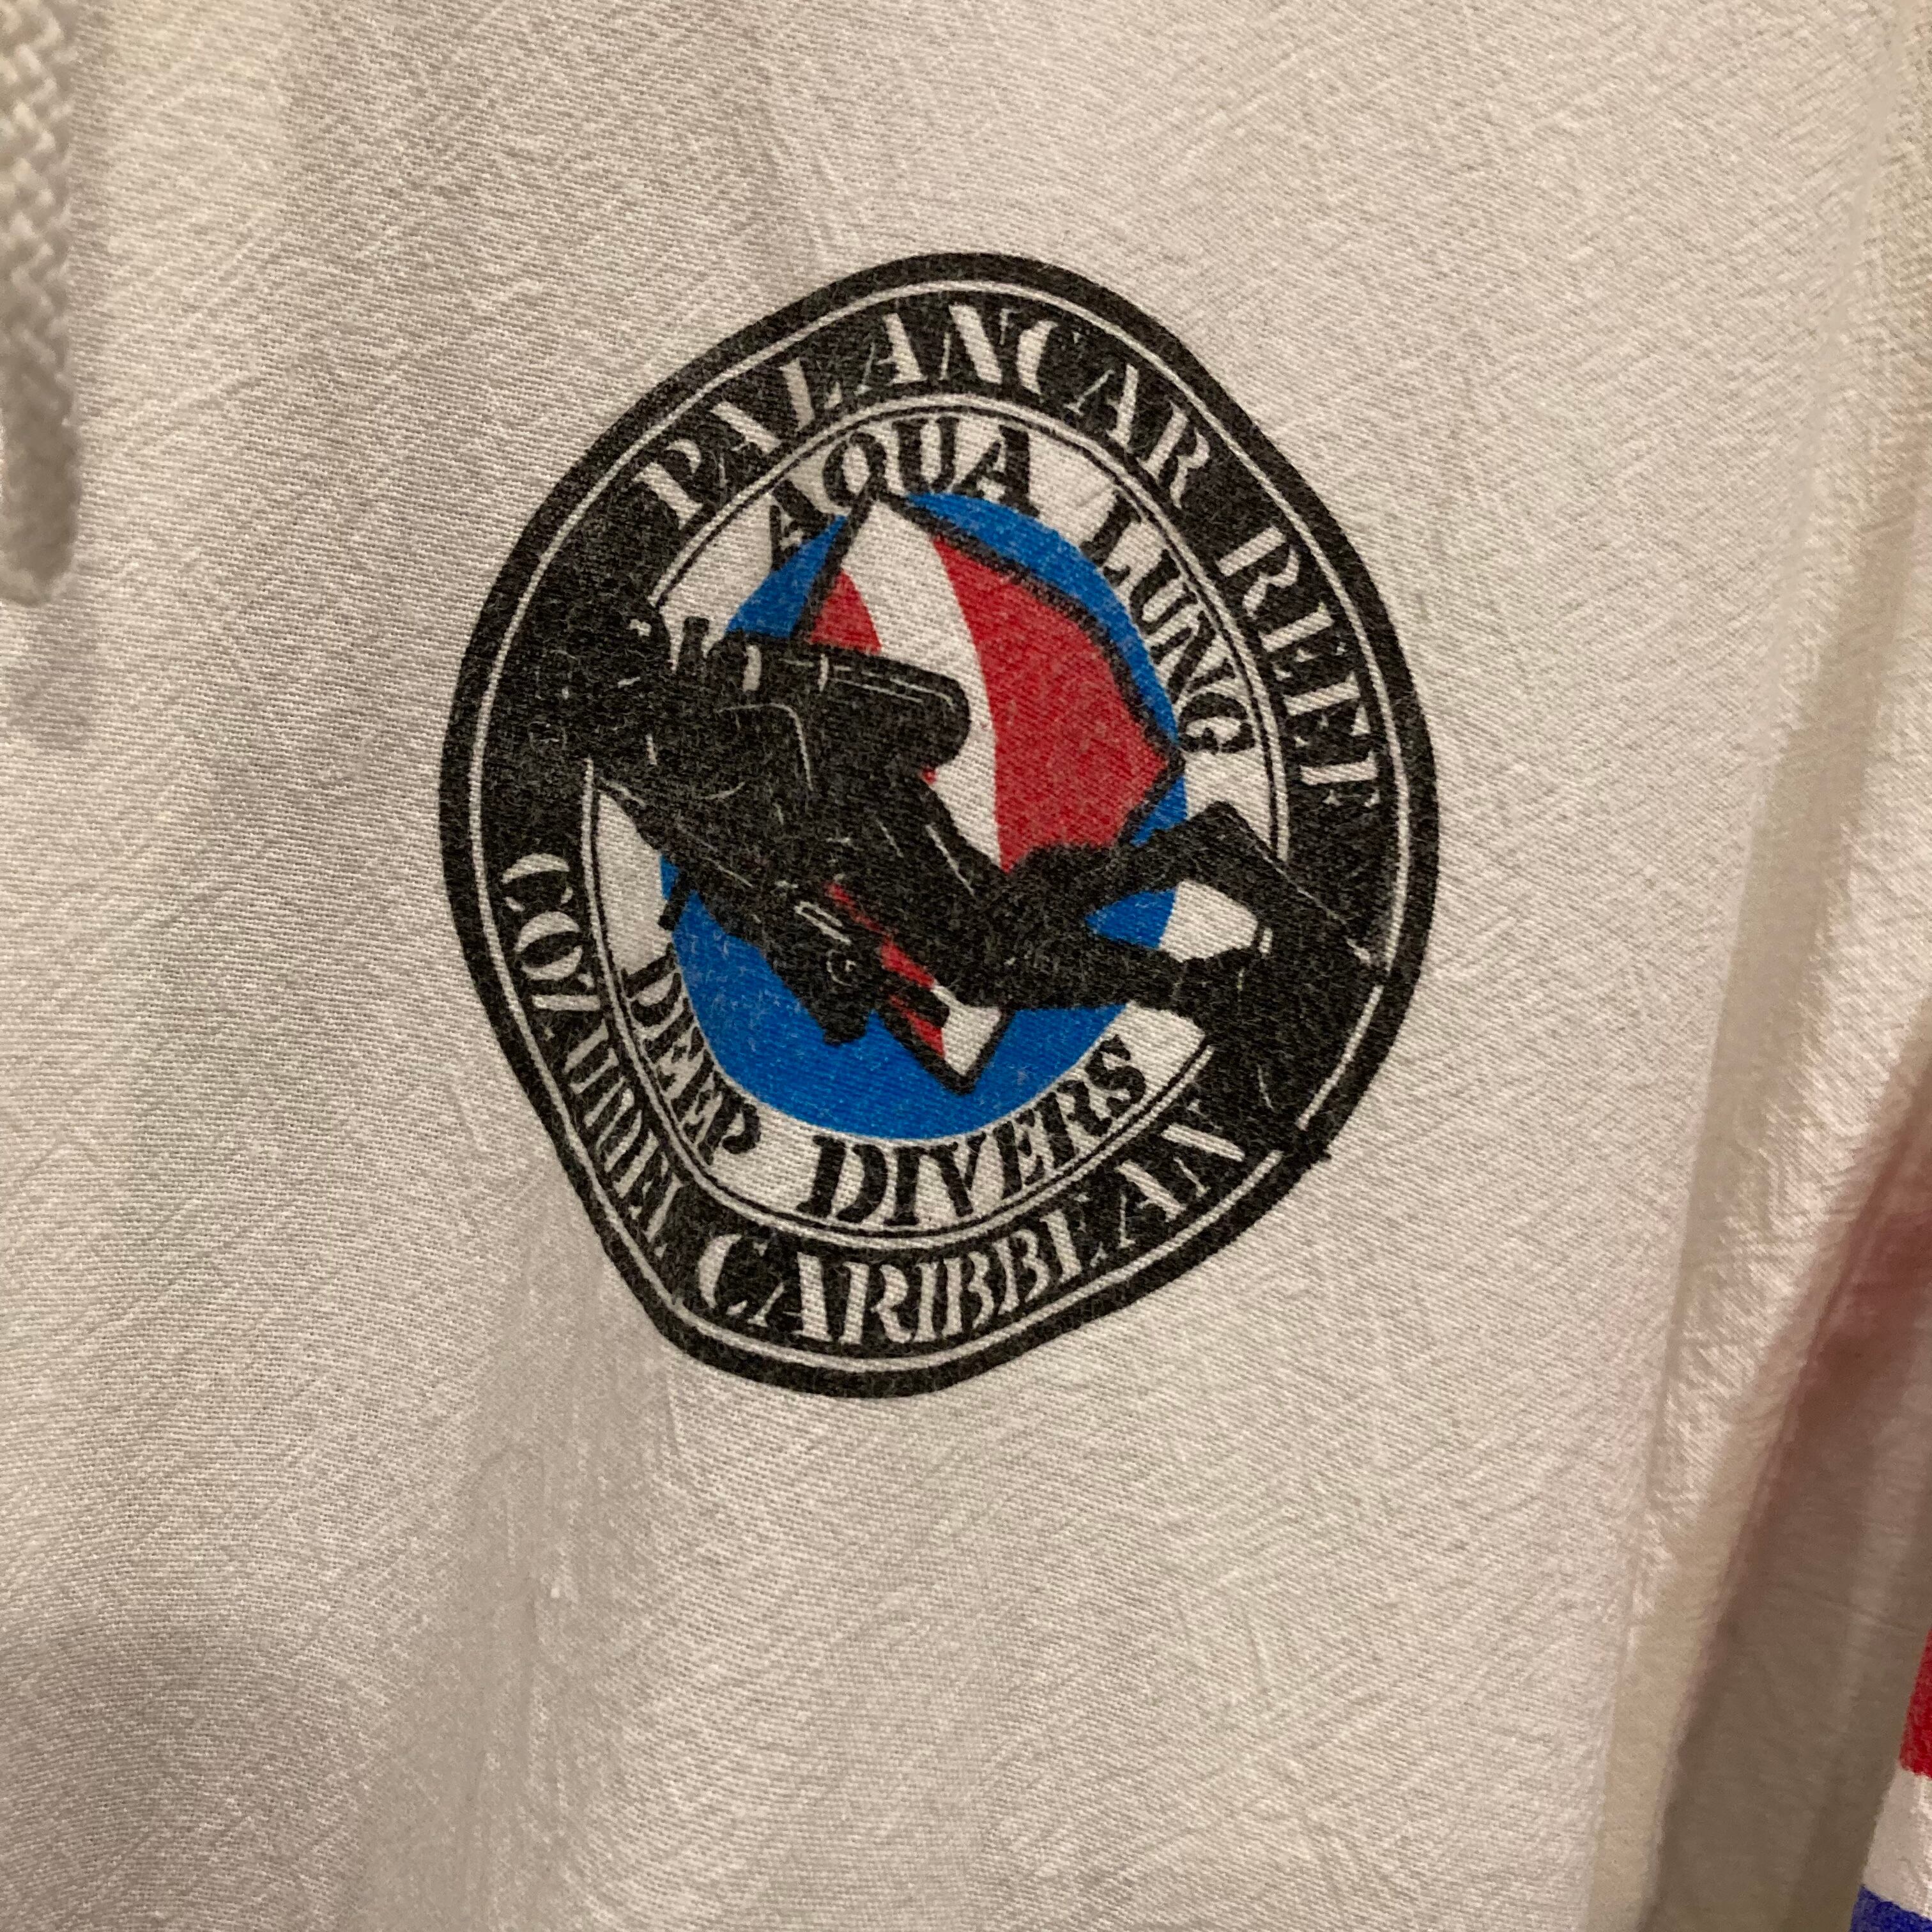 PALANCAR REEF
AQUA LUNG
DEEP DIVERS
COZUMEL CARIBBEAN